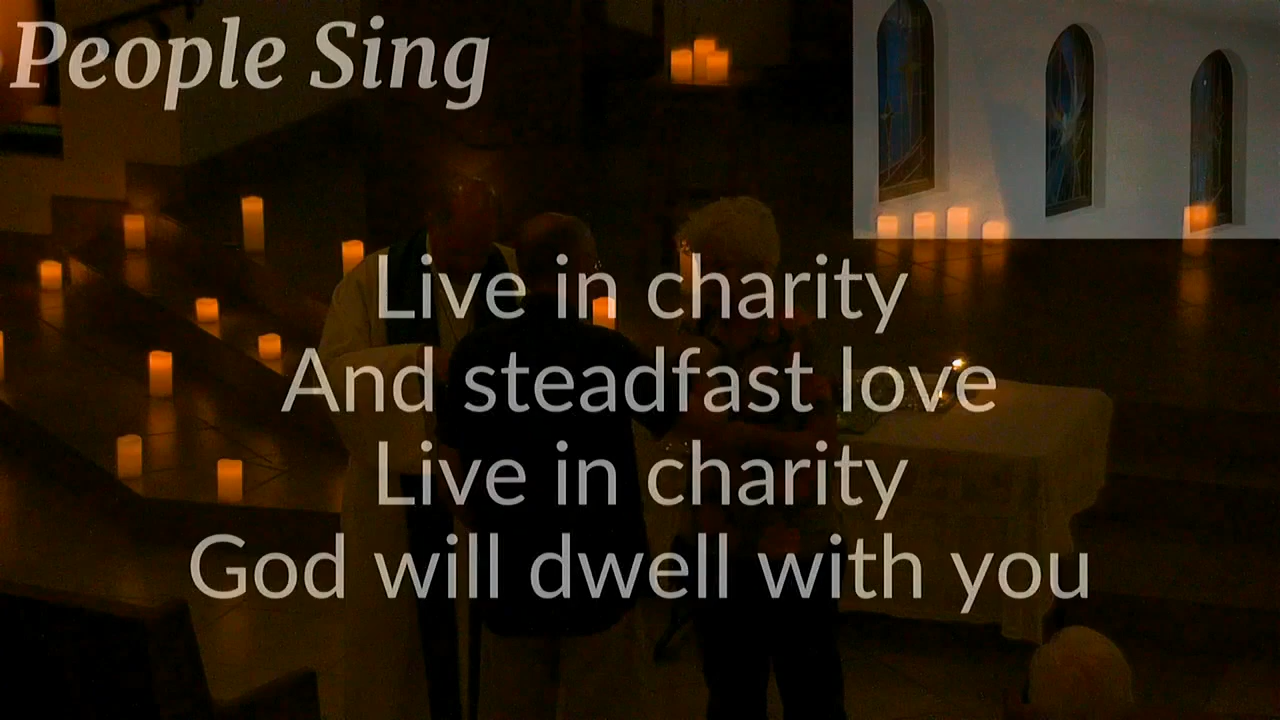 People Sing
Live in charity
And steadfast love
Live in charity
God will dwell with you